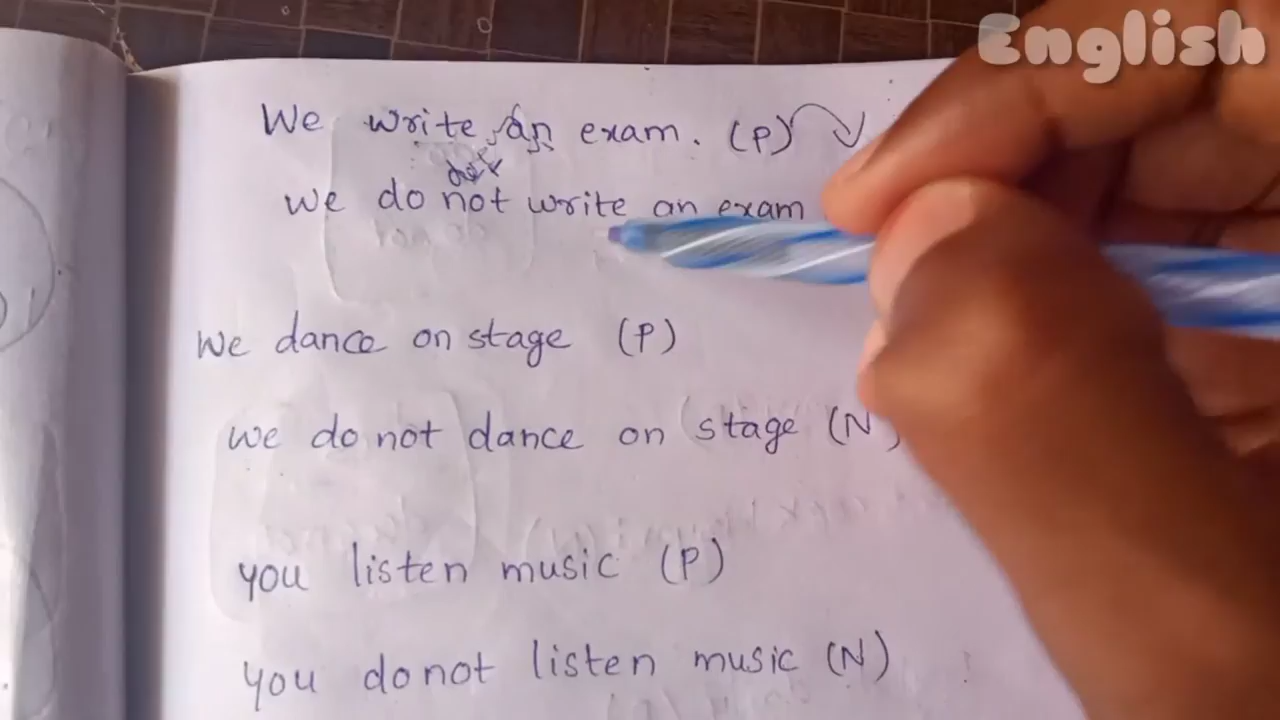 English
We write an exam. (P)
we do not write an exam
We dance on stage (P)
we do not dance on stage (N)
you listen music (P)
you do not listen music (N)